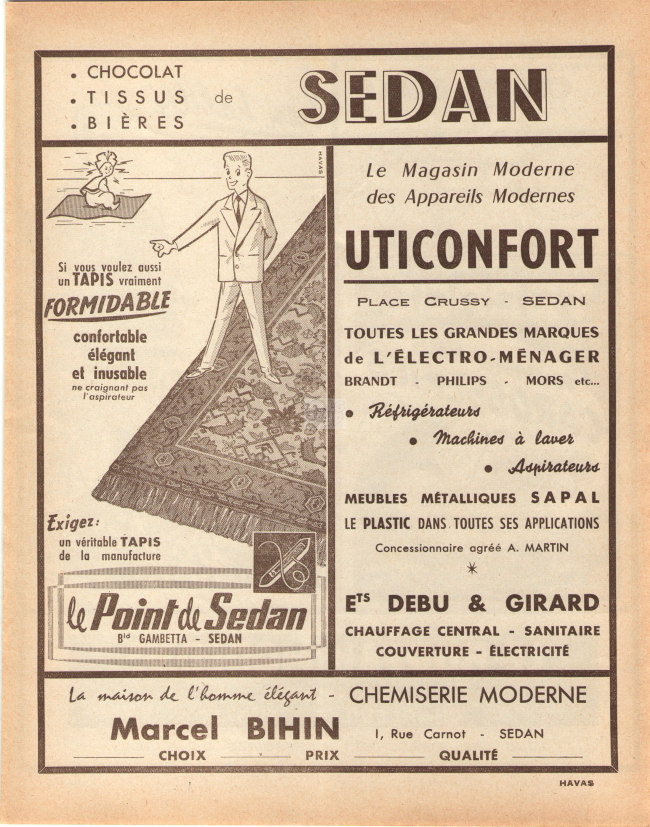 • CHOCOLAT
• TISSUS de
• BIÈRES
SEDAN
HAVAS
Si vous voulez aussi
un TAPIS vraiment
FORMIDABLE
confortable
élégant
et inusable
ne craignant pas
l'aspirateur
Exigez:
un véritable TAPIS
de la manufacture
le Point de Sedan
Bld GAMBETTA - SEDAN
Le Magasin Moderne
des Appareils Modernes
UTICONFORT
PLACE CRUSSY - SEDAN
TOUTES LES GRANDES MARQUES
de L'ÉLECTRO-MÉNAGER
BRANDT - PHILIPS - MORS etc...
• Réfrigérateurs
• Machines à laver
• Aspirateurs
MEUBLES MÉTALLIQUES SAPAL
LE PLASTIC DANS TOUTES SES APPLICATIONS
Concessionnaire agréé A. MARTIN
*
ETS DEBU & GIRARD
CHAUFFAGE CENTRAL - SANITAIRE
COUVERTURE - ÉLECTRICITÉ
La maison de l'homme élégant - CHEMISERIE MODERNE
Marcel BIHIN 1, Rue Carnot - SEDAN
CHOIX PRIX QUALITÉ
HAVAS